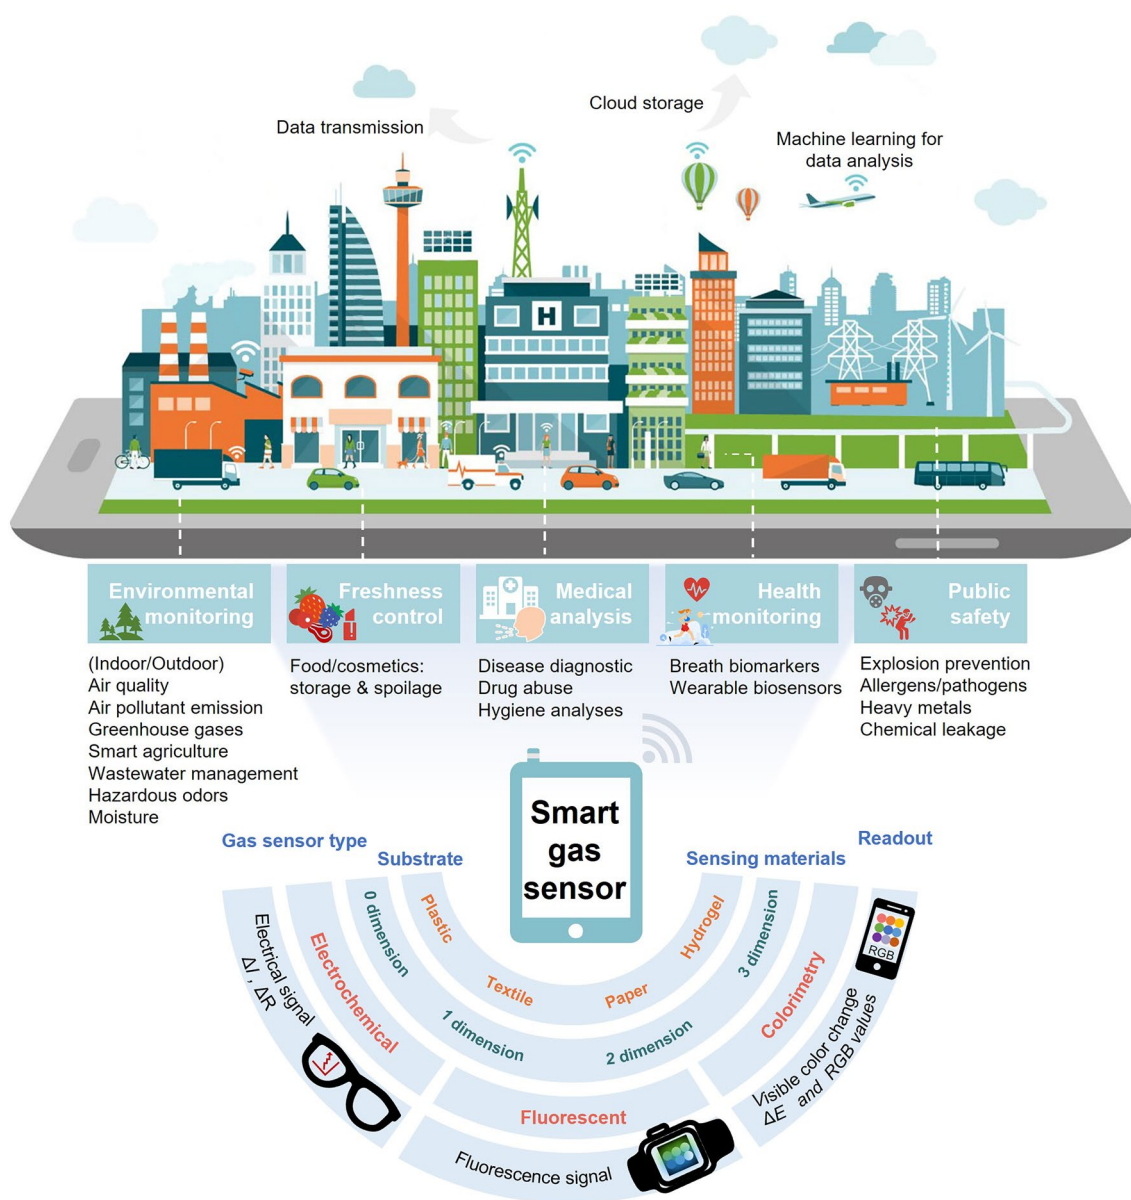 Cloud storage
Data transmission
Machine learning for
data analysis
H
Environmental
monitoring
(Indoor/Outdoor)
Air quality
Air pollutant emission
Greenhouse gases
Smart agriculture
Wastewater management
Hazardous odors
Moisture
Freshness
control
Food/cosmetics:
storage & spoilage
Medical
analysis
Disease diagnostic
Drug abuse
Hygiene analyses
Health
monitoring
Breath biomarkers
Wearable biosensors
Public
safety
Explosion prevention
Allergens/pathogens
Heavy metals
Chemical leakage
Smart
gas
sensor
Gas sensor type
Substrate
Sensing materials
Readout
Plastic
Textile
Paper
Hydrogel
0 dimension
1 dimension
2 dimension
3 dimension
Electrochemical
Fluorescent
Colorimetry
Electrical signal
ΔI, ΔR
Fluorescence signal
Visible color change
ΔE and RGB values
RGB